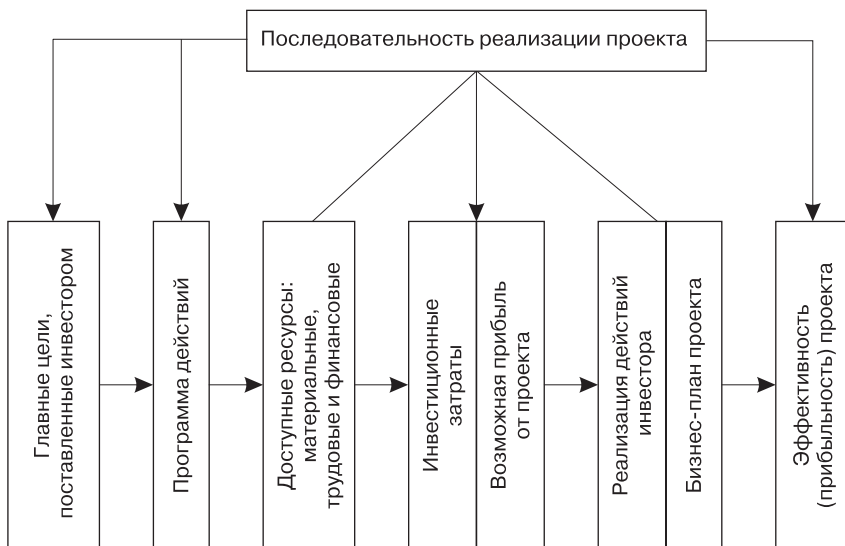 Последовательность реализации проекта
Главные цели,
поставленные инвестором
Программа действий
Доступные ресурсы:
материальные,
трудовые и финансовые
Инвестиционные
затраты
Возможная прибыль
от проекта
Реализация действий
инвестора
Бизнес-план проекта
Эффективность
(прибыльность) проекта